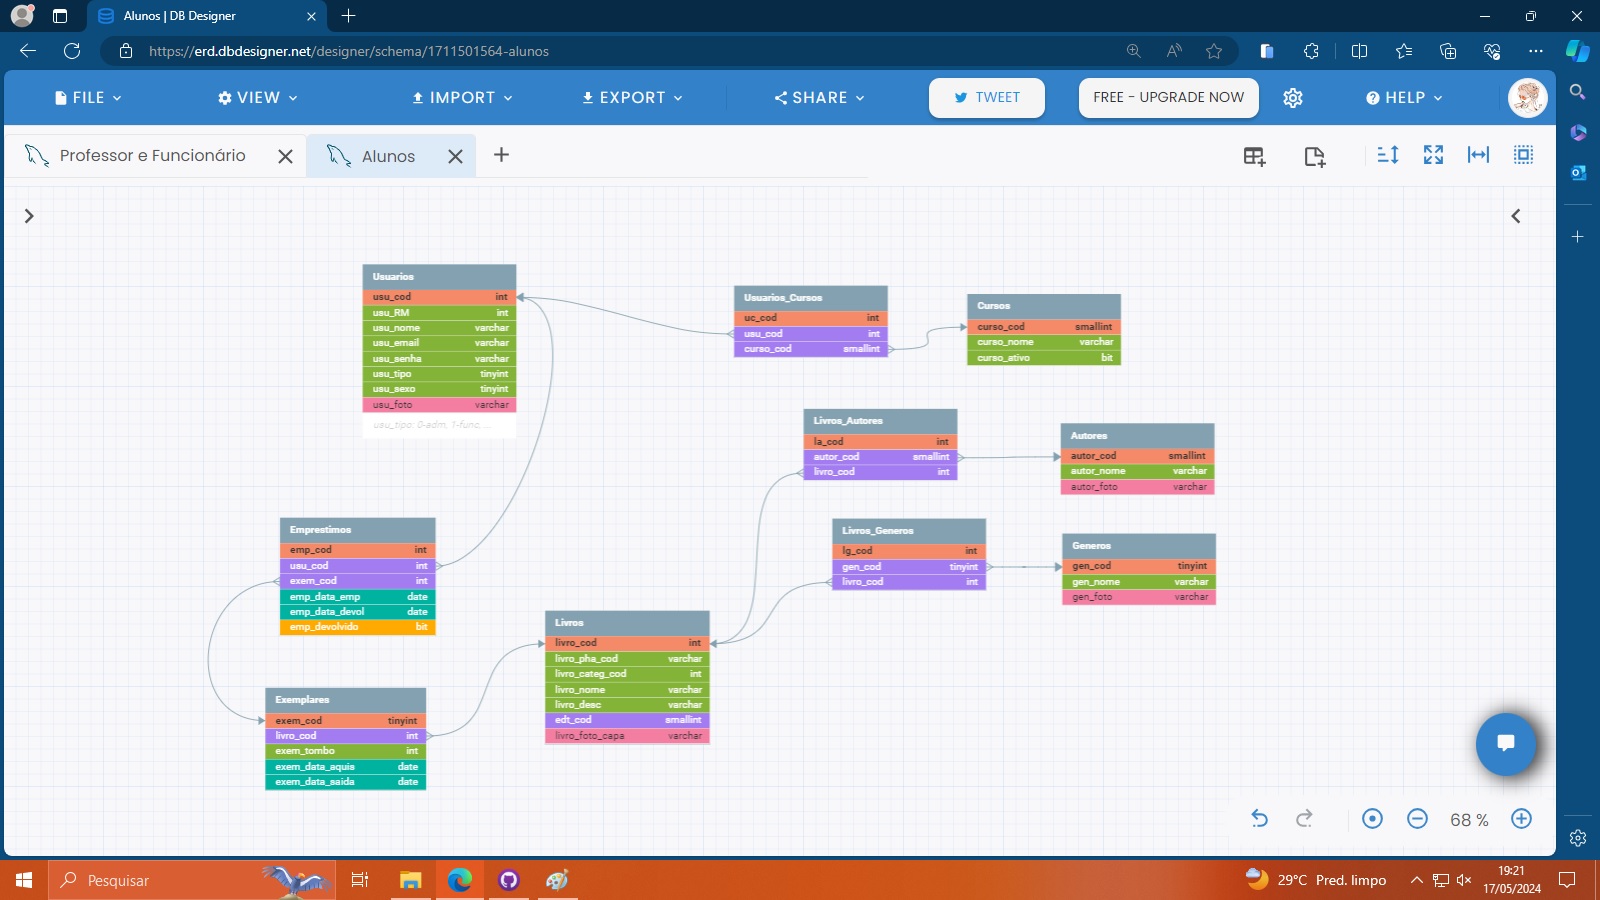 Alunos | DB Designer
https://erd.dbdesigner.net/designer/schema/1711501564-alunos
FILE VIEW IMPORT EXPORT SHARE TWEET FREE - UPGRADE NOW HELP
Professor e Funcionário Alunos
Usuarios
usu_cod int
usu_RM int
usu_nome varchar
usu_email varchar
usu_senha varchar
usu_tipo tinyint
usu_sexo tinyint
usu_foto varchar
usu_tipo: 0-adm, 1-func, ...
Usuarios_Cursos
uc_cod int
usu_cod int
curso_cod smallint
Cursos
curso_cod smallint
curso_nome varchar
curso_ativo bit
Livros_Autores
la_cod int
autor_cod smallint
livro_cod int
Autores
autor_cod smallint
autor_nome varchar
autor_foto varchar
Emprestimos
emp_cod int
usu_cod int
exem_cod int
emp_data_emp date
emp_data_devol date
emp_devolvido bit
Livros_Generos
lg_cod int
gen_cod tinyint
livro_cod int
Generos
gen_cod tinyint
gen_nome varchar
gen_foto varchar
Livros
livro_cod int
livro_pha_cod varchar
livro_categ_cod int
livro_nome varchar
livro_desc varchar
edt_cod smallint
livro_foto_capa varchar
Exemplares
exem_cod tinyint
livro_cod int
exem_tombo int
exem_data_aquis date
exem_data_saida date
68 %
Pesquisar
29°C Pred. limpo
19:21
17/05/2024